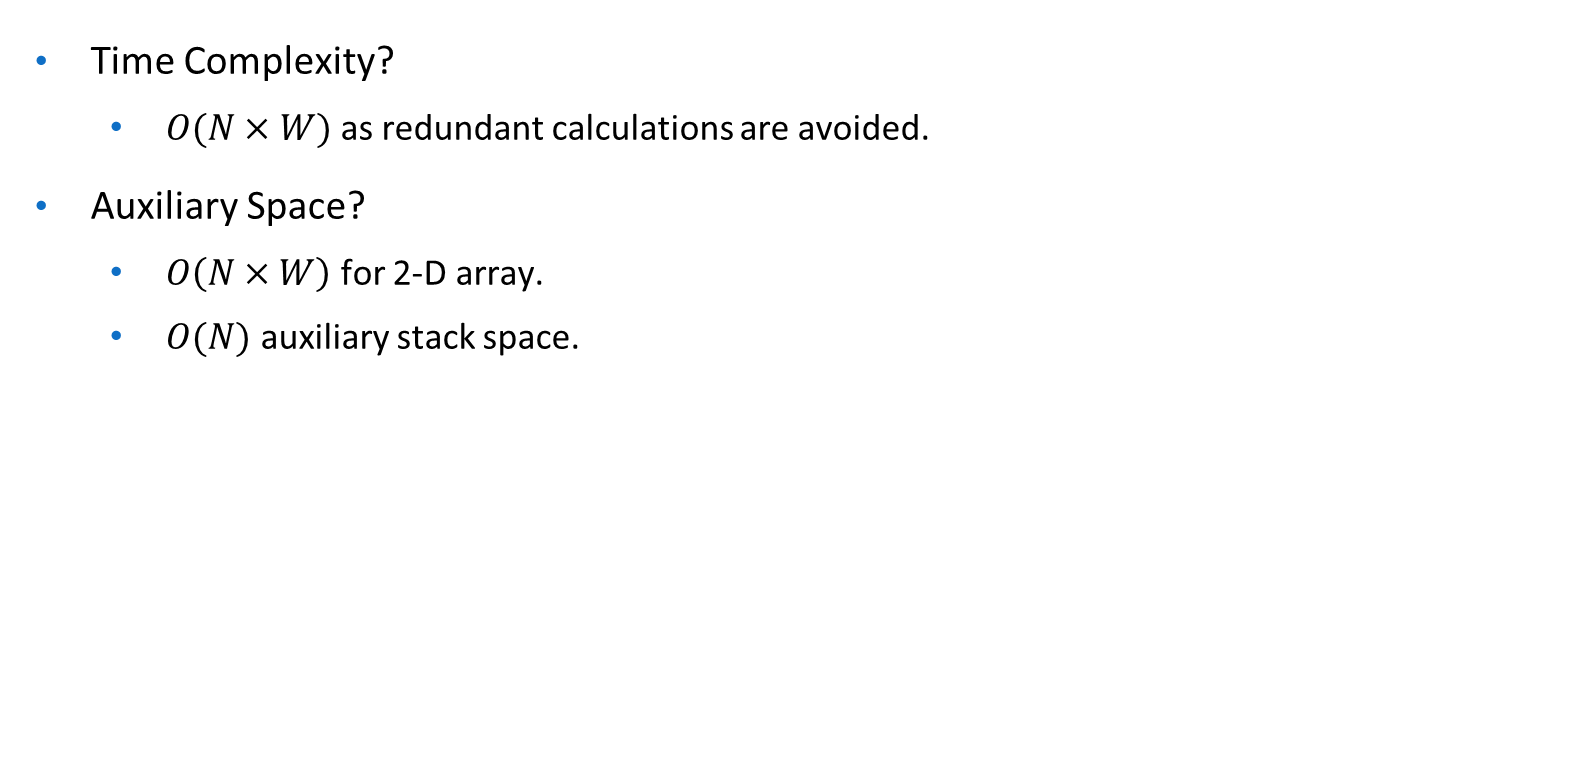 • Time Complexity?
• O(N × W) as redundant calculations are avoided.
• Auxiliary Space?
• O(N × W) for 2-D array.
• O(N) auxiliary stack space.